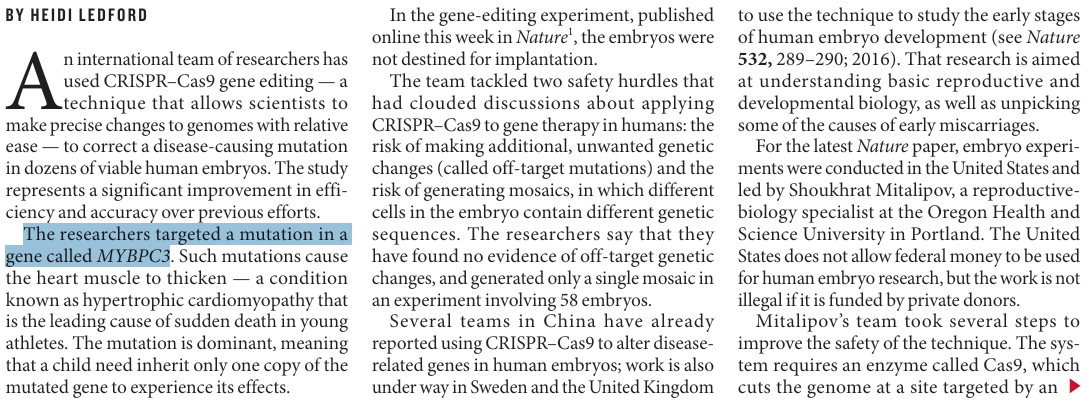 BY HEIDI LEDFORD
An international team of researchers has
used CRISPR–Cas9 gene editing — a
technique that allows scientists to
make precise changes to genomes with relative
ease — to correct a disease-causing mutation
in dozens of viable human embryos. The study
represents a significant improvement in effi-
ciency and accuracy over previous efforts.
The researchers targeted a mutation in a
gene called MYBPC3. Such mutations cause
the heart muscle to thicken — a condition
known as hypertrophic cardiomyopathy that
is the leading cause of sudden death in young
athletes. The mutation is dominant, meaning
that a child need inherit only one copy of the
mutated gene to experience its effects.
In the gene-editing experiment, published
online this week in Nature1, the embryos were
not destined for implantation.
The team tackled two safety hurdles that
had clouded discussions about applying
CRISPR–Cas9 to gene therapy in humans: the
risk of making additional, unwanted genetic
changes (called off-target mutations) and the
risk of generating mosaics, in which different
cells in the embryo contain different genetic
sequences. The researchers say that they
have found no evidence of off-target genetic
changes, and generated only a single mosaic in
an experiment involving 58 embryos.
Several teams in China have already
reported using CRISPR–Cas9 to alter disease-
related genes in human embryos; work is also
under way in Sweden and the United Kingdom
to use the technique to study the early stages
of human embryo development (see Nature
532, 289–290; 2016). That research is aimed
at understanding basic reproductive and
developmental biology, as well as unpicking
some of the causes of early miscarriages.
For the latest Nature paper, embryo experi-
ments were conducted in the United States and
led by Shoukhrat Mitalipov, a reproductive-
biology specialist at the Oregon Health and
Science University in Portland. The United
States does not allow federal money to be used
for human embryo research, but the work is not
illegal if it is funded by private donors.
Mitalipov's team took several steps to
improve the safety of the technique. The sys-
tem requires an enzyme called Cas9, which
cuts the genome at a site targeted by an